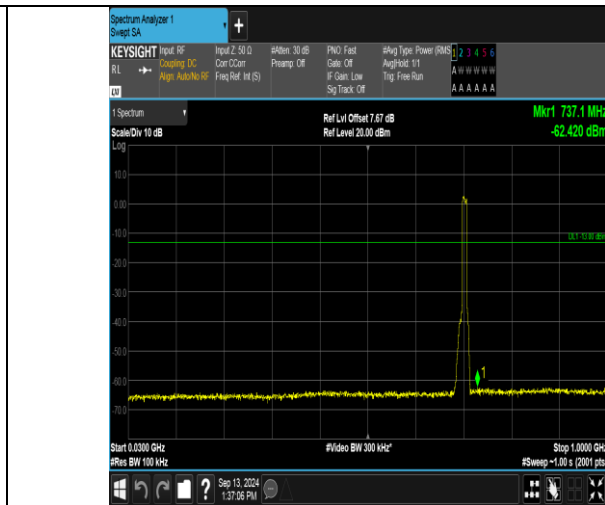 Spectrum Analyzer 1
Swept SA
+
KEYSIGHT Input: RF Input Z: 50 Ω #Atten: 30 dB PNO: Fast #Avg Type: Power (RMS 1 2 3 4 5 6
RL Coupling: DC Corr CCorr Preamp: Off Gate: Off Avg|Hold: 1/1 A W W W W W
Align: Auto/No RF Freq Ref: Int (S) IF Gain: Low Trig: Free Run A A A A A A
Sig Track: Off
LXI
1 Spectrum Ref Lvl Offset 7.67 dB Mkr1 737.1 MHz
Scale/Div 10 dB Ref Level 20.00 dBm -62.420 dBm
Log
10.0
0.00
-10.0
DL1 -13.00 dBm
-20.0
-30.0
-40.0
-50.0
-60.0
1
-70.0
Start 0.0300 GHz #Video BW 300 kHz* Stop 1.0000 GHz
#Res BW 100 kHz #Sweep ~1.00 s (2001 pts
? Sep 13, 2024
1:37:06 PM